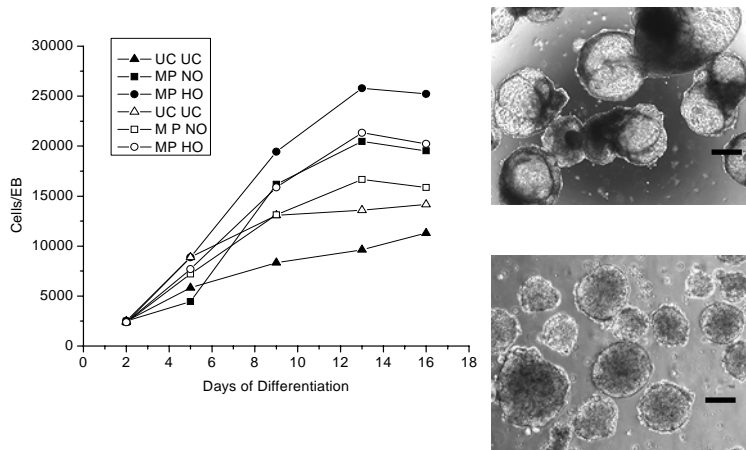 30000
25000
20000
15000
10000
5000
0
Cells/EB
UC UC
MP NO
MP HO
UC UC
M P NO
MP HO
0 2 4 6 8 10 12 14 16 18
Days of Differentiation